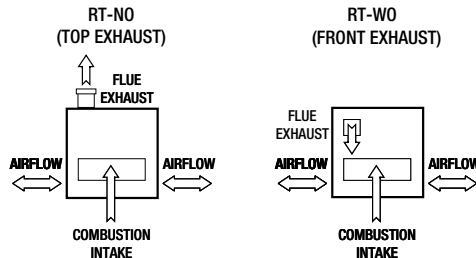 RT-NO
(TOP EXHAUST)
FLUE
EXHAUST
AIRFLOW
AIRFLOW
COMBUSTION
INTAKE
RT-WO
(FRONT EXHAUST)
FLUE
EXHAUST
AIRFLOW
AIRFLOW
COMBUSTION
INTAKE